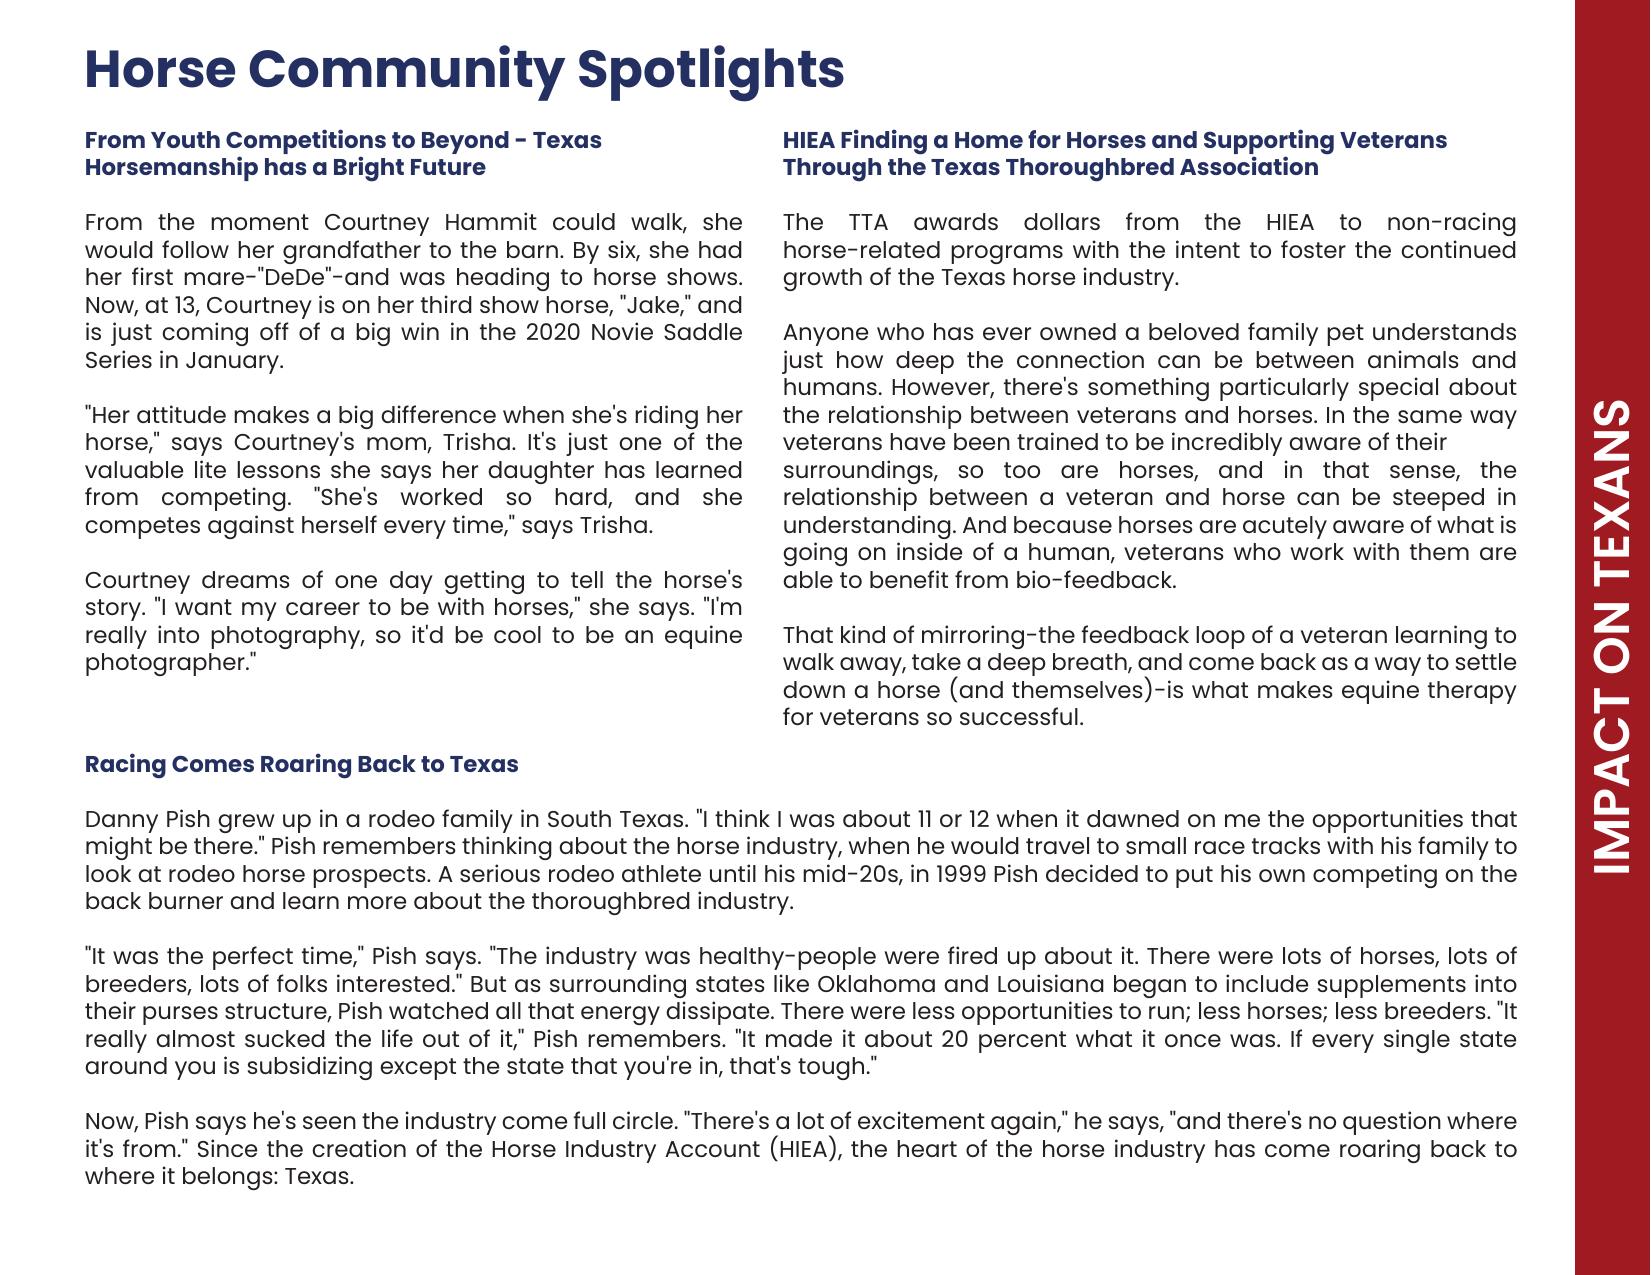 Horse Community Spotlights
From Youth Competitions to Beyond - Texas
Horsemanship has a Bright Future
From the moment Courtney Hammit could walk, she
would follow her grandfather to the barn. By six, she had
her first mare-"DeDe"-and was heading to horse shows.
Now, at 13, Courtney is on her third show horse, "Jake," and
is just coming off of a big win in the 2020 Novie Saddle
Series in January.
"Her attitude makes a big difference when she's riding her
horse," says Courtney's mom, Trisha. It's just one of the
valuable lite lessons she says her daughter has learned
from competing. "She's worked so hard, and she
competes against herself every time," says Trisha.
Courtney dreams of one day getting to tell the horse's
story. "I want my career to be with horses," she says. "I'm
really into photography, so it'd be cool to be an equine
photographer."
HIEA Finding a Home for Horses and Supporting Veterans
Through the Texas Thoroughbred Association
The TTA awards dollars from the HIEA to non-racing
horse-related programs with the intent to foster the continued
growth of the Texas horse industry.
Anyone who has ever owned a beloved family pet understands
just how deep the connection can be between animals and
humans. However, there's something particularly special about
the relationship between veterans and horses. In the same way
veterans have been trained to be incredibly aware of their
surroundings, so too are horses, and in that sense, the
relationship between a veteran and horse can be steeped in
understanding. And because horses are acutely aware of what is
going on inside of a human, veterans who work with them are
able to benefit from bio-feedback.
That kind of mirroring-the feedback loop of a veteran learning to
walk away, take a deep breath, and come back as a way to settle
down a horse (and themselves)-is what makes equine therapy
for veterans so successful.
Racing Comes Roaring Back to Texas
Danny Pish grew up in a rodeo family in South Texas. "I think I was about 11 or 12 when it dawned on me the opportunities that
might be there." Pish remembers thinking about the horse industry, when he would travel to small race tracks with his family to
look at rodeo horse prospects. A serious rodeo athlete until his mid-20s, in 1999 Pish decided to put his own competing on the
back burner and learn more about the thoroughbred industry.
"It was the perfect time," Pish says. "The industry was healthy-people were fired up about it. There were lots of horses, lots of
breeders, lots of folks interested." But as surrounding states like Oklahoma and Louisiana began to include supplements into
their purses structure, Pish watched all that energy dissipate. There were less opportunities to run; less horses; less breeders. "It
really almost sucked the life out of it," Pish remembers. "It made it about 20 percent what it once was. If every single state
around you is subsidizing except the state that you're in, that's tough."
Now, Pish says he's seen the industry come full circle. "There's a lot of excitement again," he says, "and there's no question where
it's from." Since the creation of the Horse Industry Account (HIEA), the heart of the horse industry has come roaring back to
where it belongs: Texas.
IMPACT ON TEXANS